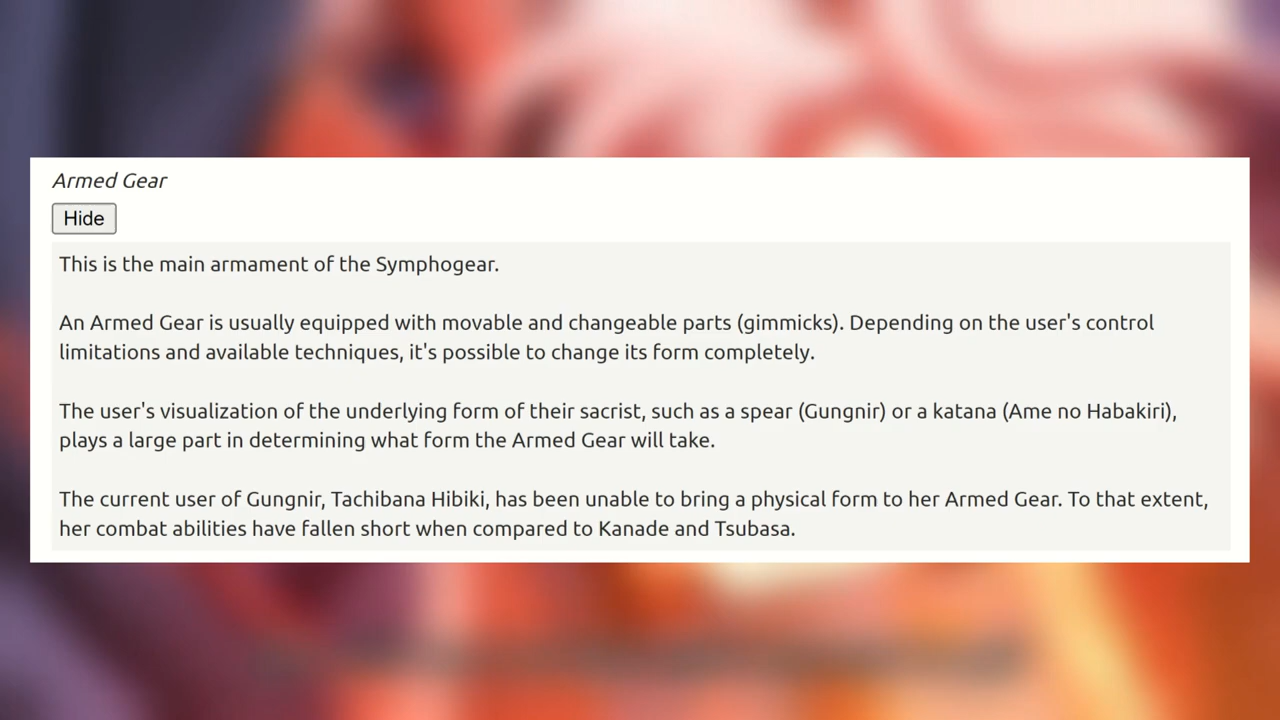 Armed Gear
Hide
This is the main armament of the Symphogear.
An Armed Gear is usually equipped with movable and changeable parts (gimmicks). Depending on the user's control
limitations and available techniques, it's possible to change its form completely.
The user's visualization of the underlying form of their sacrist, such as a spear (Gungnir) or a katana (Ame no Habakiri),
plays a large part in determining what form the Armed Gear will take.
The current user of Gungnir, Tachibana Hibiki, has been unable to bring a physical form to her Armed Gear. To that extent,
her combat abilities have fallen short when compared to Kanade and Tsubasa.